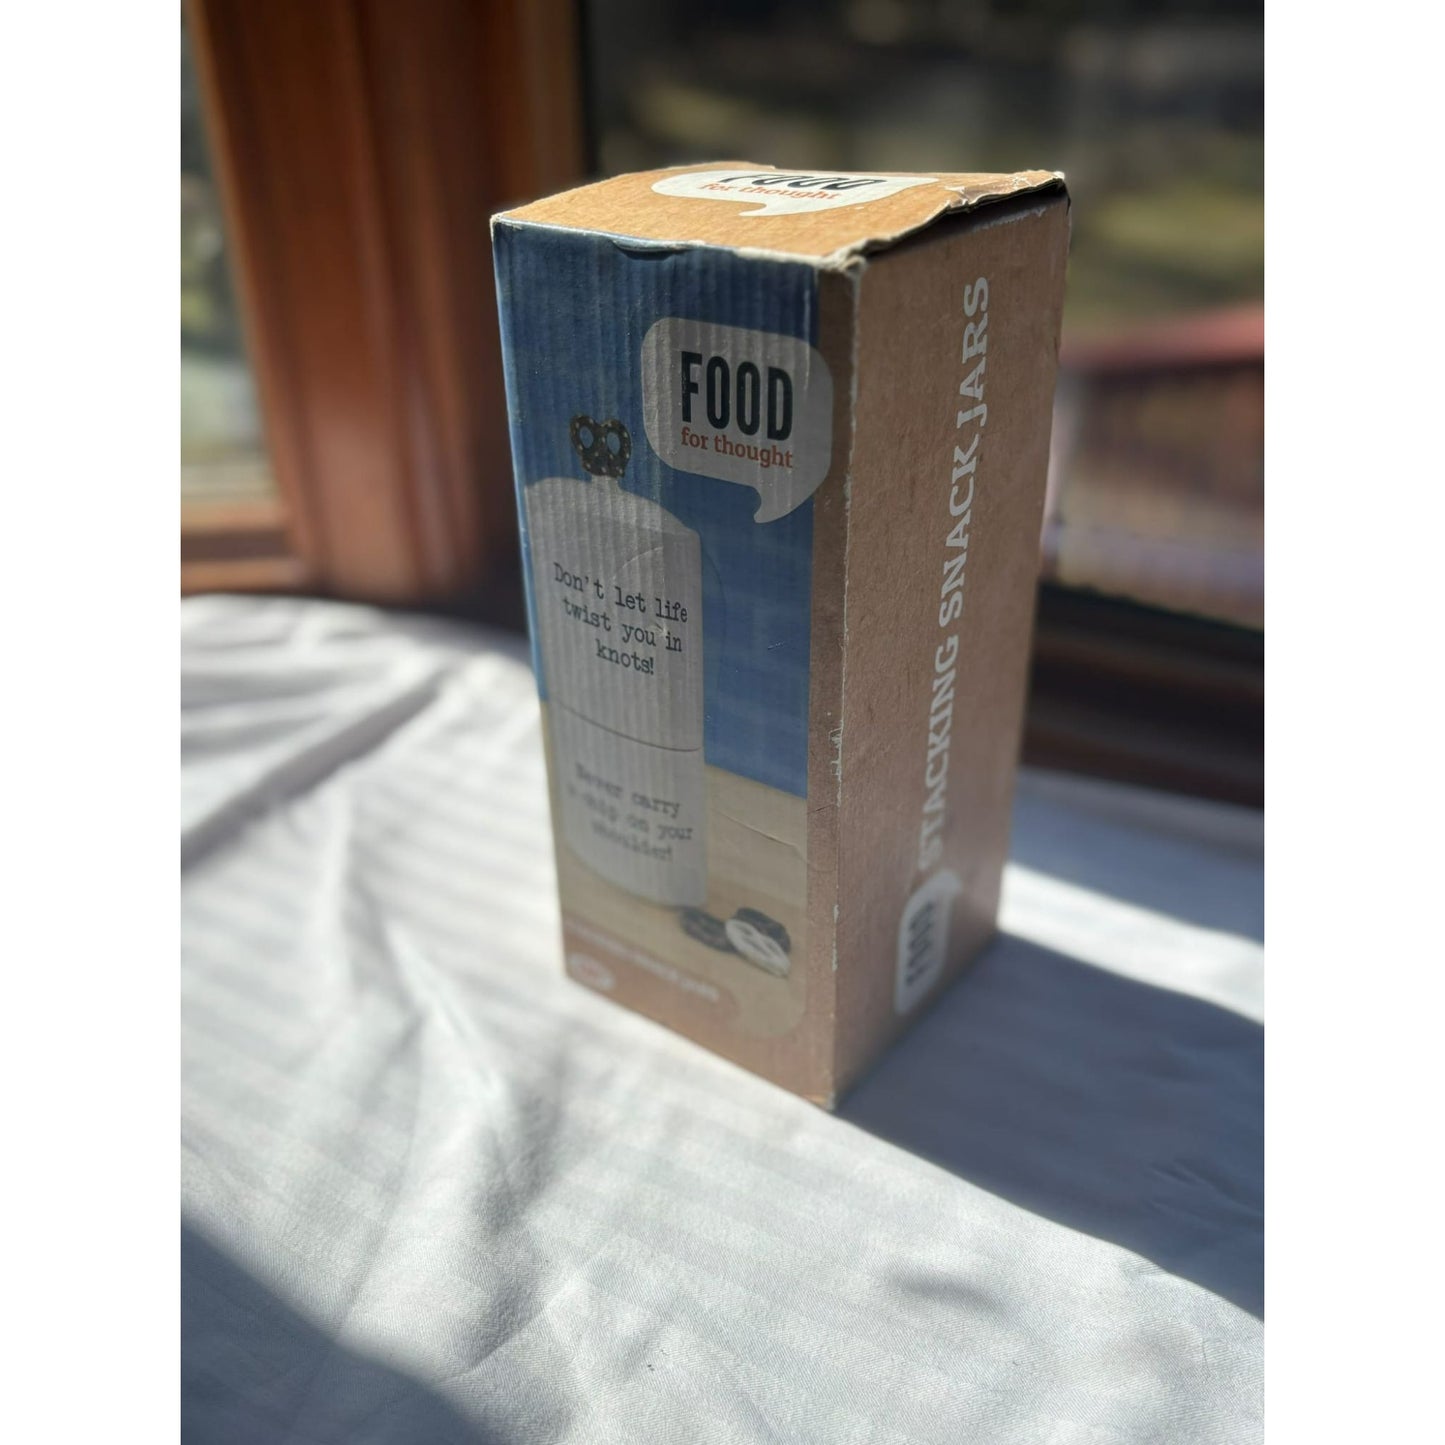 FOOD
for thought
FOOD
for thought
Don't let life
twist you in
knots!
Never carry
a chip on your
shoulder!
STACKING SNACK JARS
FOOD